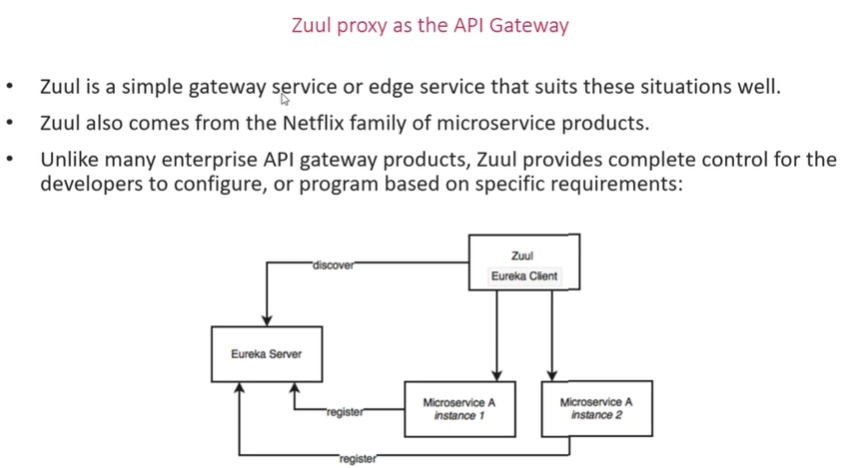 Zuul proxy as the API Gateway
• Zuul is a simple gateway service or edge service that suits these situations well.
• Zuul also comes from the Netflix family of microservice products.
• Unlike many enterprise API gateway products, Zuul provides complete control for the
developers to configure, or program based on specific requirements:
Zuul
Eureka Client
discover
Eureka Server
Microservice A
instance 1
Microservice A
instance 2
register
register